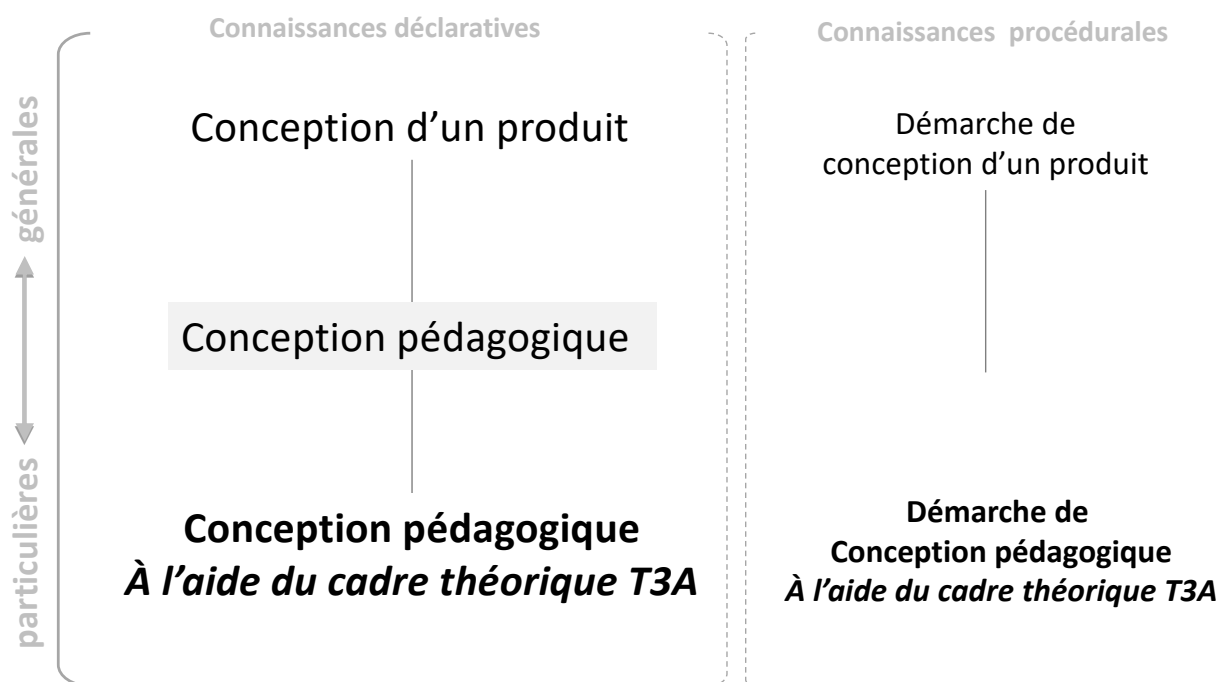 Connaissances déclaratives
Connaissances procédurales
générales
particulières
Conception d’un produit
Conception pédagogique
Conception pédagogique
À l’aide du cadre théorique T3A
Démarche de
conception d’un produit
Démarche de
Conception pédagogique
À l’aide du cadre théorique T3A